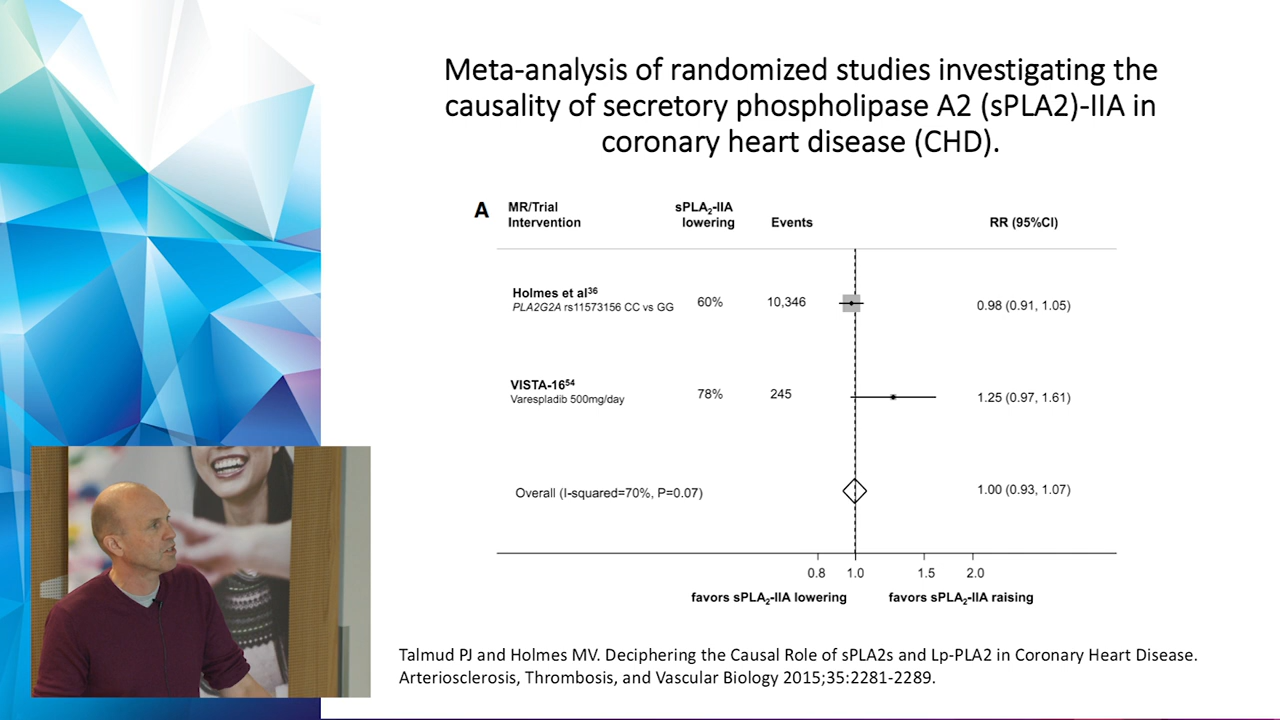 Meta-analysis of randomized studies investigating the
causality of secretory phospholipase A2 (sPLA2)-IIA in
coronary heart disease (CHD).
A
MR/Trial
Intervention
sPLA₂-IIA
lowering
Events
RR (95%CI)
Holmes et al³⁶
PLA2G2A rs11573156 CC vs GG
60%
10,346
0.98 (0.91, 1.05)
VISTA-16⁵⁴
Varespladib 500mg/day
78%
245
1.25 (0.97, 1.61)
Overall (I-squared=70%, P=0.07)
1.00 (0.93, 1.07)
0.8 1.0 1.5 2.0
favors sPLA₂-IIA lowering favors sPLA₂-IIA raising
Talmud PJ and Holmes MV. Deciphering the Causal Role of sPLA2s and Lp-PLA2 in Coronary Heart Disease.
Arteriosclerosis, Thrombosis, and Vascular Biology 2015;35:2281-2289.